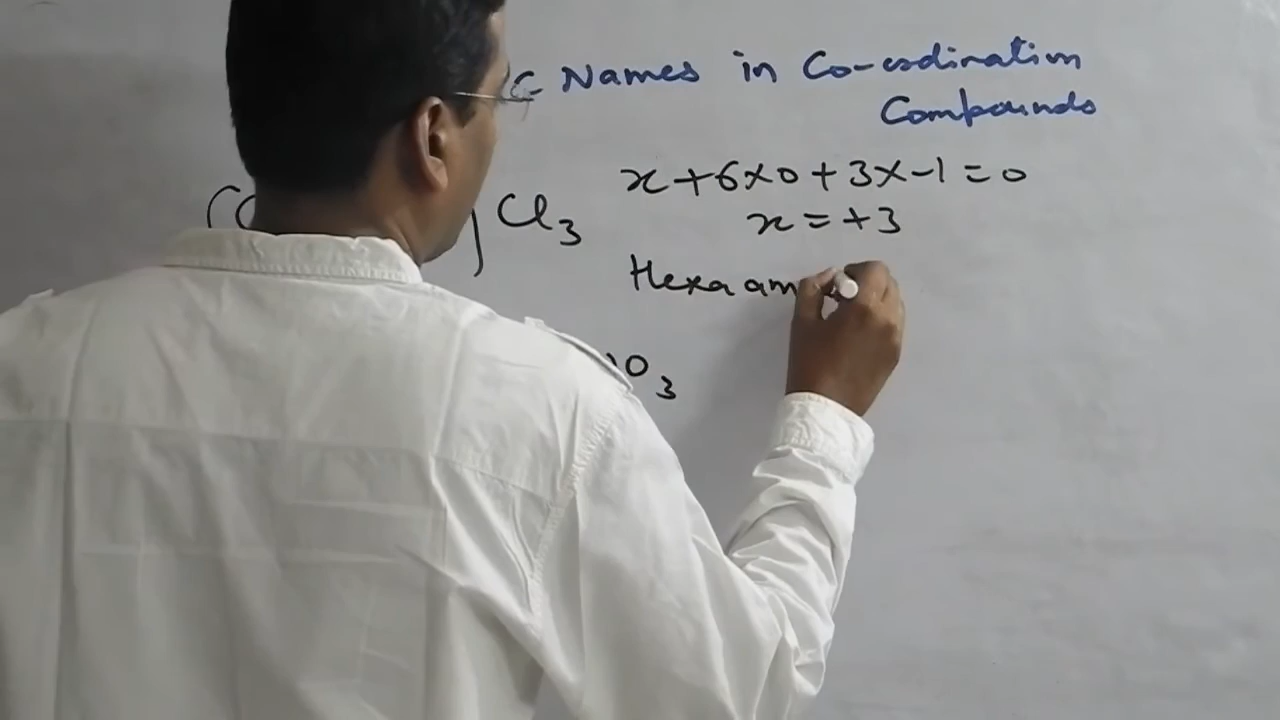 C Names in Co-ordination
Compounds
x+6x0+3x-1=0
x=+3
Cl3
Hexa am
O3